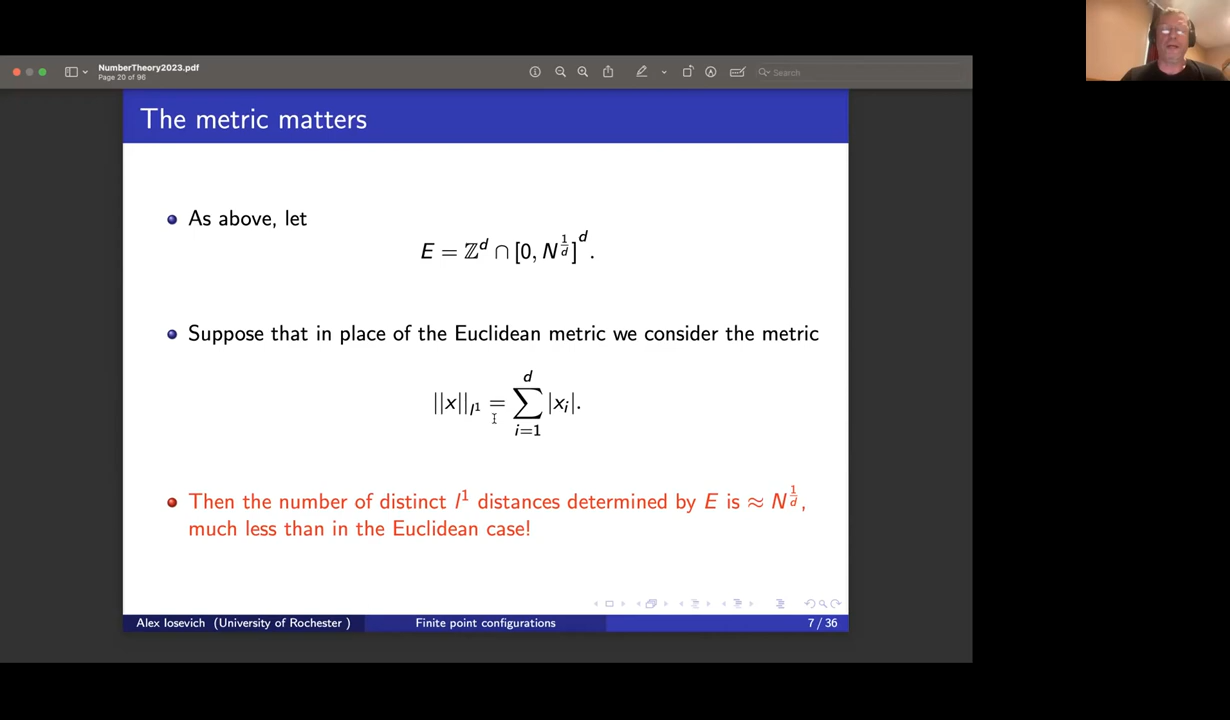 NumberTheory2023.pdf
Page 20 of 96
Search
The metric matters
As above, let
E = ℤ^d ∩ [0, N^{1/d}]^d.
Suppose that in place of the Euclidean metric we consider the metric
||x||_{l^1} = ∑_{i=1}^{d} |x_i|.
Then the number of distinct l^1 distances determined by E is ≈ N^{1/d},
much less than in the Euclidean case!
Alex Iosevich (University of Rochester ) Finite point configurations 7 / 36